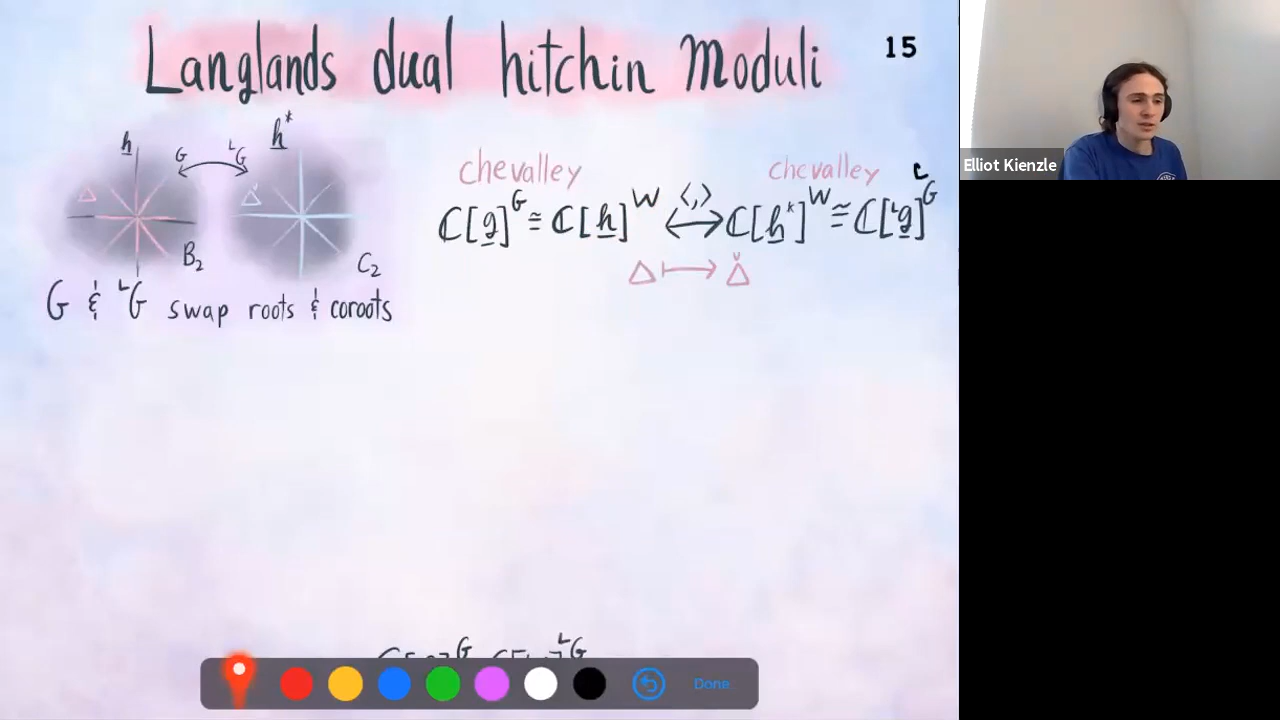 Langlands dual hitchin Moduli
15
Elliot Kienzle
h h*
G ᴸG
Δ Δ̌
B₂ C₂
G & ᴸG swap roots & coroots
chevalley chevalley
ℂ[g]^G ≅ ℂ[h]^W ⟷ ℂ[h*]^W ≅ ℂ[ᴸg]^ᴸG
⟨,⟩
Δ ↦ Δ̌
Done